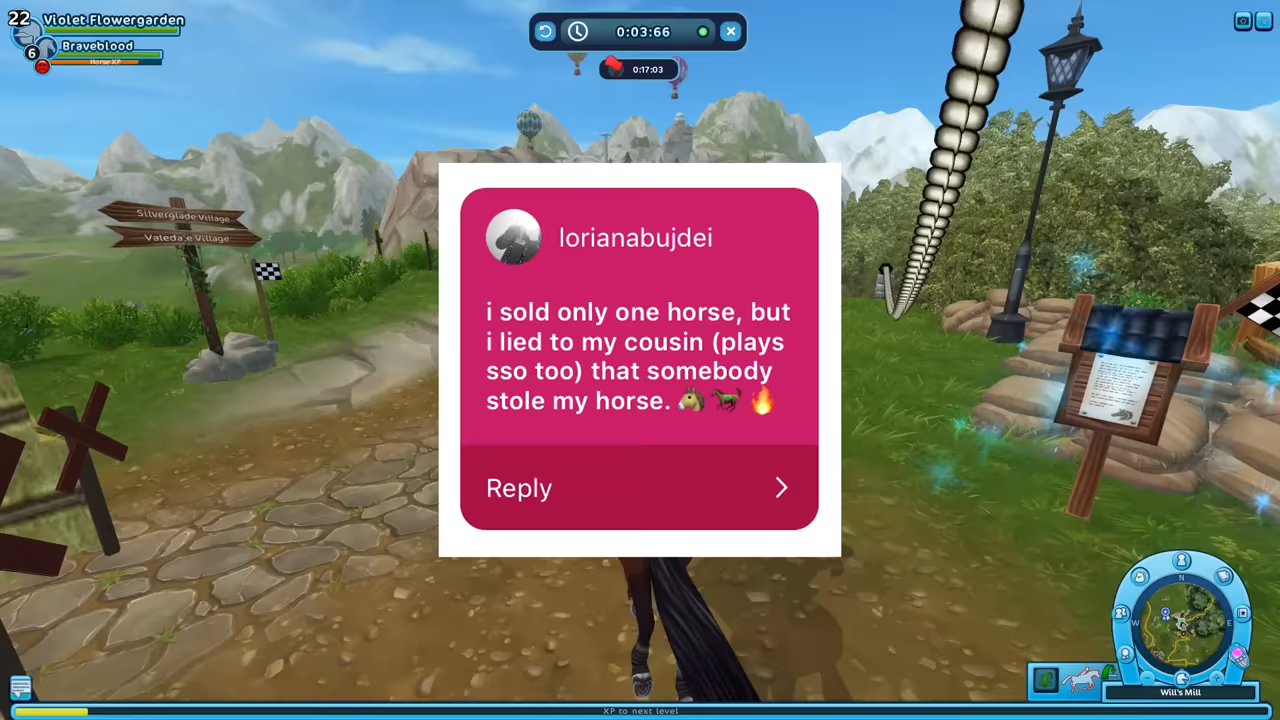 22
Violet Flowergarden
Braveblood
6
Horse XP
0:03:66
0:17:03
Silverglade Village
Valedale Village
lorianabujdei
i sold only one horse, but
i lied to my cousin (plays
sso too) that somebody
stole my horse. 🐴 🐎 🔥
Reply
N
W
E
Will's Mill
XP to next level